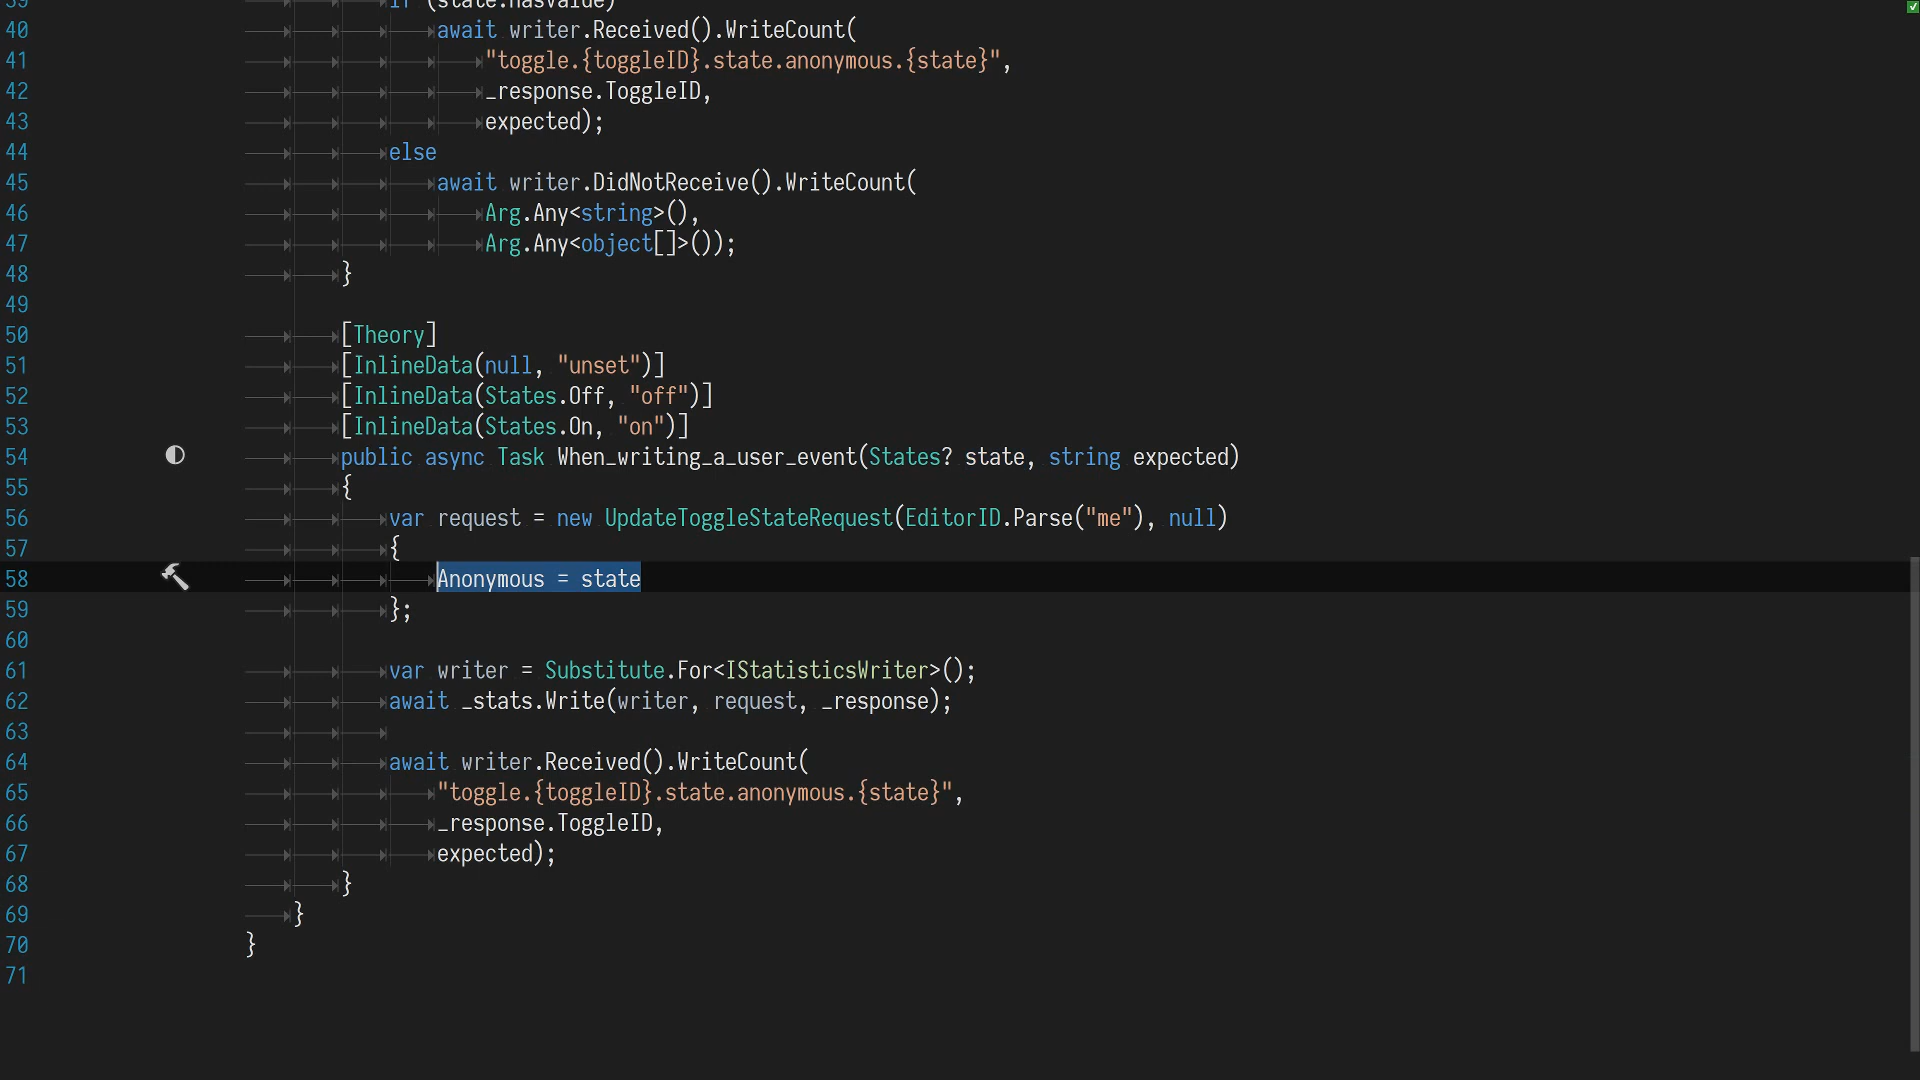 39 if (state.HasValue)
40 await writer.Received().WriteCount(
41 "toggle.{toggleID}.state.anonymous.{state}",
42 _response.ToggleID,
43 expected);
44 else
45 await writer.DidNotReceive().WriteCount(
46 Arg.Any<string>(),
47 Arg.Any<object[]>());
48 }
49
50 [Theory]
51 [InlineData(null, "unset")]
52 [InlineData(States.Off, "off")]
53 [InlineData(States.On, "on")]
54 public async Task When_writing_a_user_event(States? state, string expected)
55 {
56 var request = new UpdateToggleStateRequest(EditorID.Parse("me"), null)
57 {
58 Anonymous = state
59 };
60
61 var writer = Substitute.For<IStatisticsWriter>();
62 await _stats.Write(writer, request, _response);
63
64 await writer.Received().WriteCount(
65 "toggle.{toggleID}.state.anonymous.{state}",
66 _response.ToggleID,
67 expected);
68 }
69 }
70 }
71